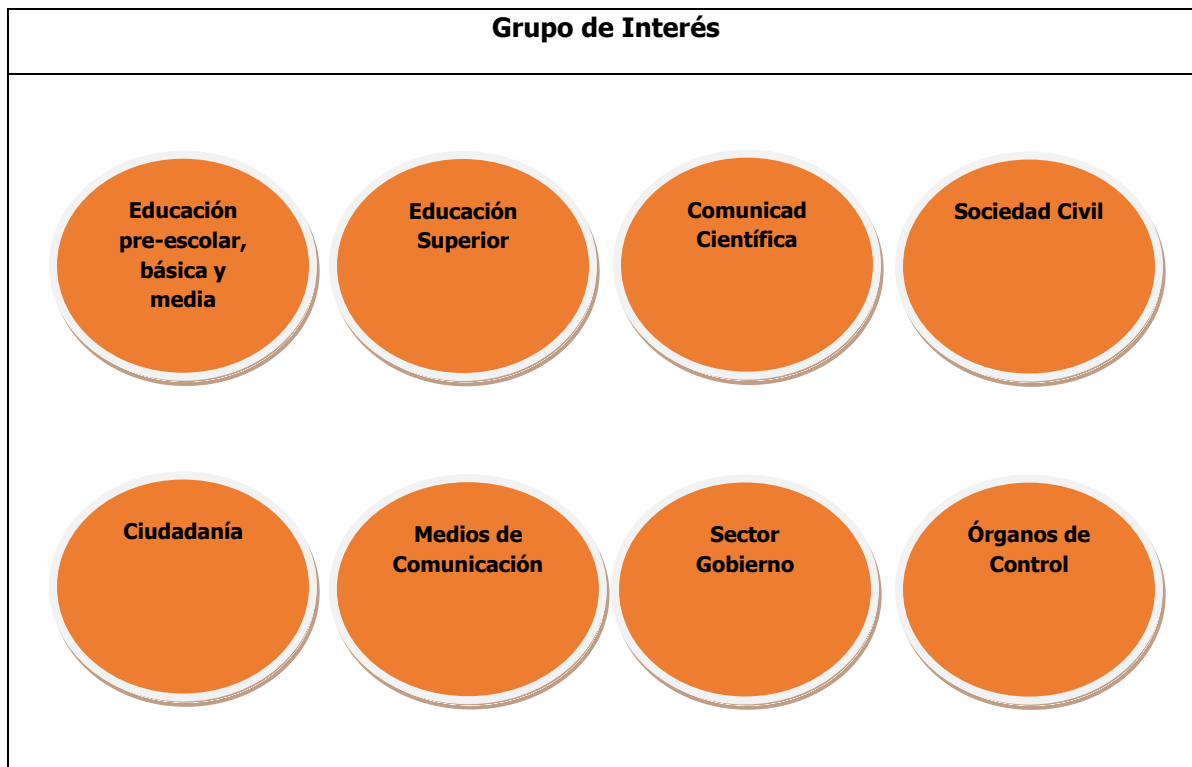 Grupo de Interés
Educación
pre-escolar,
básica y
media
Educación
Superior
Comunicad
Científica
Sociedad Civil
Ciudadanía
Medios de
Comunicación
Sector
Gobierno
Órganos de
Control